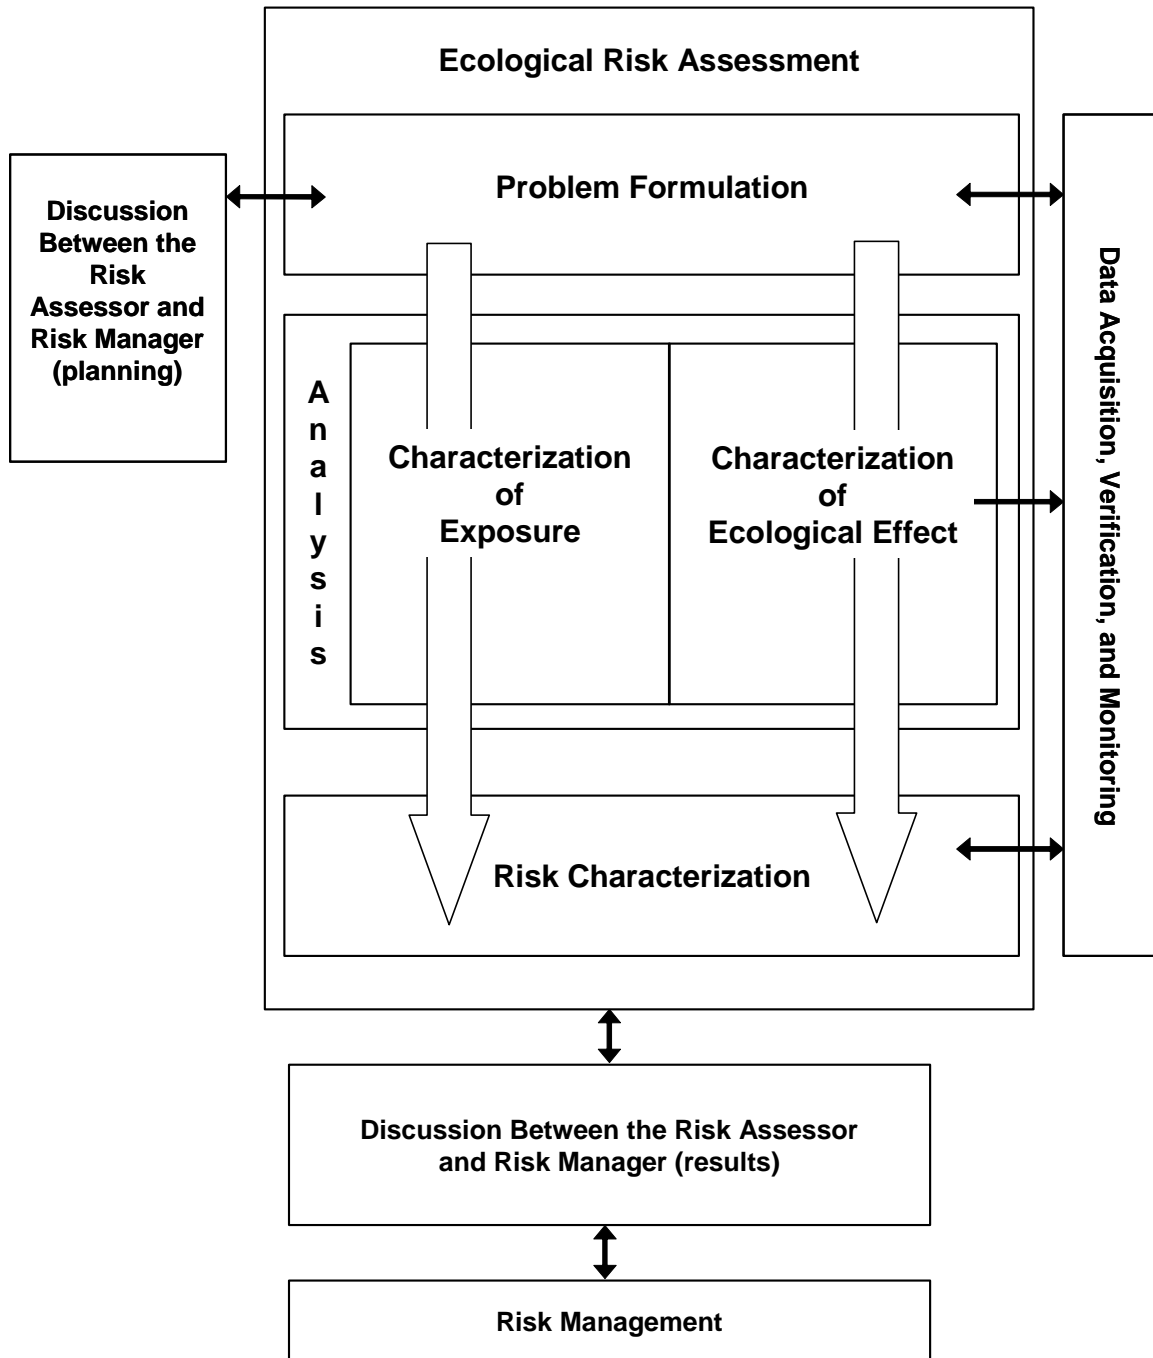 Ecological Risk Assessment
Problem Formulation
Discussion
Between the
Risk
Assessor and
Risk Manager
(planning)
Data Acquisition, Verification, and Monitoring
Analysis
Characterization
of
Exposure
Characterization
of
Ecological Effect
Risk Characterization
Discussion Between the Risk Assessor
and Risk Manager (results)
Risk Management